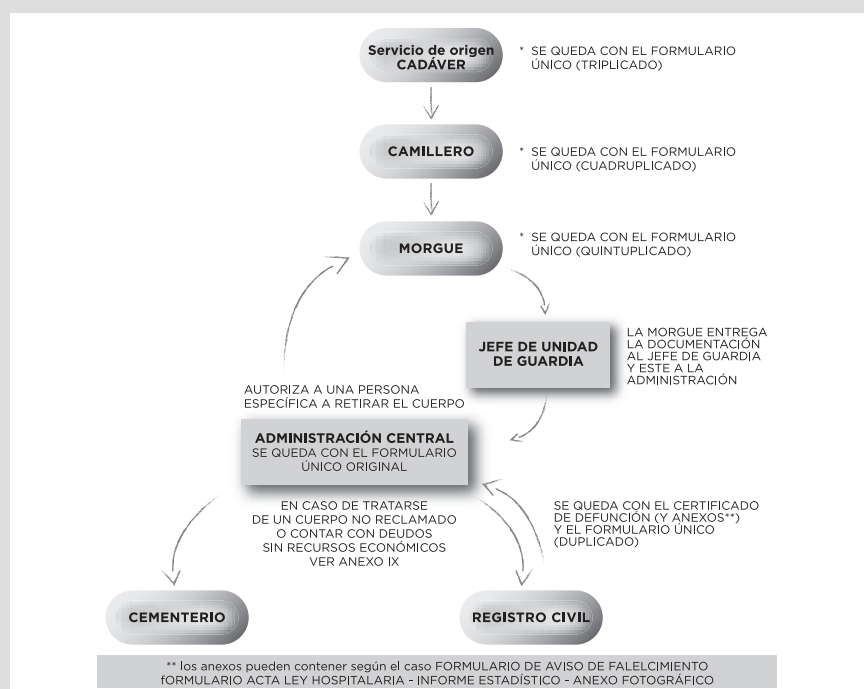 Servicio de origen
CADÁVER
* SE QUEDA CON EL FORMULARIO
ÚNICO (TRIPLICADO)
CAMILLERO
* SE QUEDA CON EL FORMULARIO
ÚNICO (CUADRUPLICADO)
MORGUE
* SE QUEDA CON EL FORMULARIO
ÚNICO (QUINTUPLICADO)
JEFE DE UNIDAD
DE GUARDIA
LA MORGUE ENTREGA
LA DOCUMENTACIÓN
AL JEFE DE GUARDIA
Y ESTE A LA
ADMINISTRACIÓN
AUTORIZA A UNA PERSONA
ESPECÍFICA A RETIRAR EL CUERPO
ADMINISTRACIÓN CENTRAL
SE QUEDA CON EL FORMULARIO
ÚNICO ORIGINAL
EN CASO DE TRATARSE
DE UN CUERPO NO RECLAMADO
O CONTAR CON DEUDOS
SIN RECURSOS ECONÓMICOS
VER ANEXO IX
SE QUEDA CON EL CERTIFICADO
DE DEFUNCIÓN (Y ANEXOS**)
Y EL FORMULARIO ÚNICO
(DUPLICADO)
CEMENTERIO
REGISTRO CIVIL
** los anexos pueden contener según el caso FORMULARIO DE AVISO DE FALELCIMIENTO
fORMULARIO ACTA LEY HOSPITALARIA - INFORME ESTADÍSTICO - ANEXO FOTOGRÁFICO